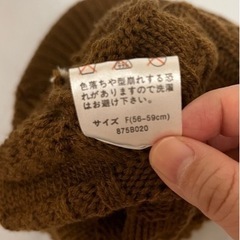 色落ちや型崩れする恐
れがありますので洗濯
はお避け下さい。
サイズ F(56-59cm)
875B020